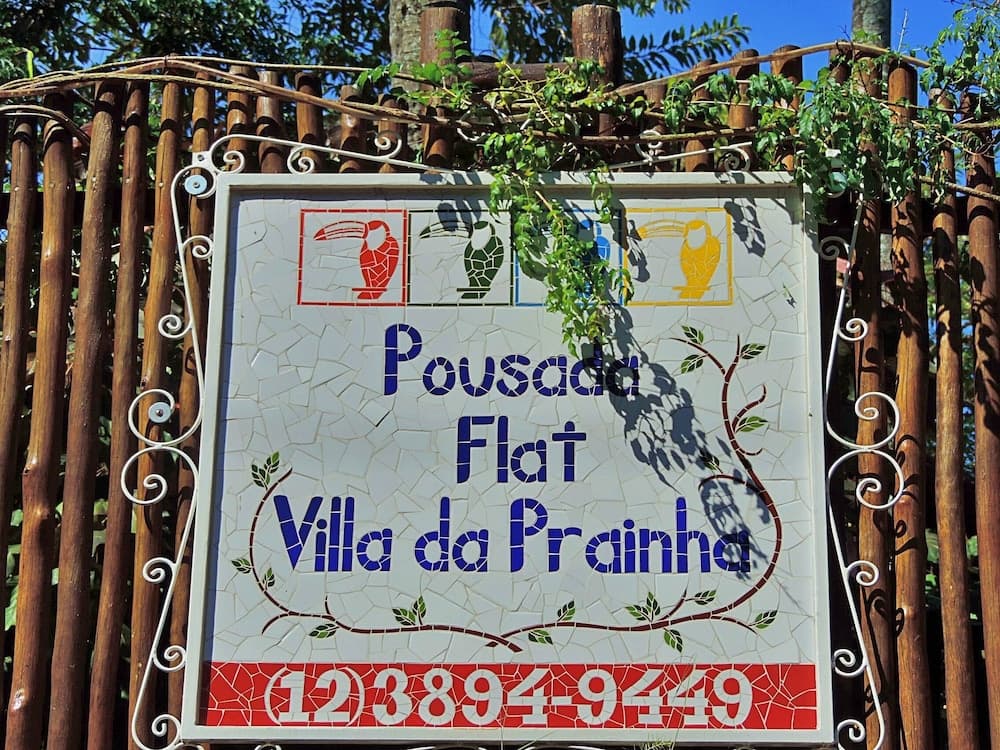 Pousada
Flat
Villa da Prainha
(12)3894-9449